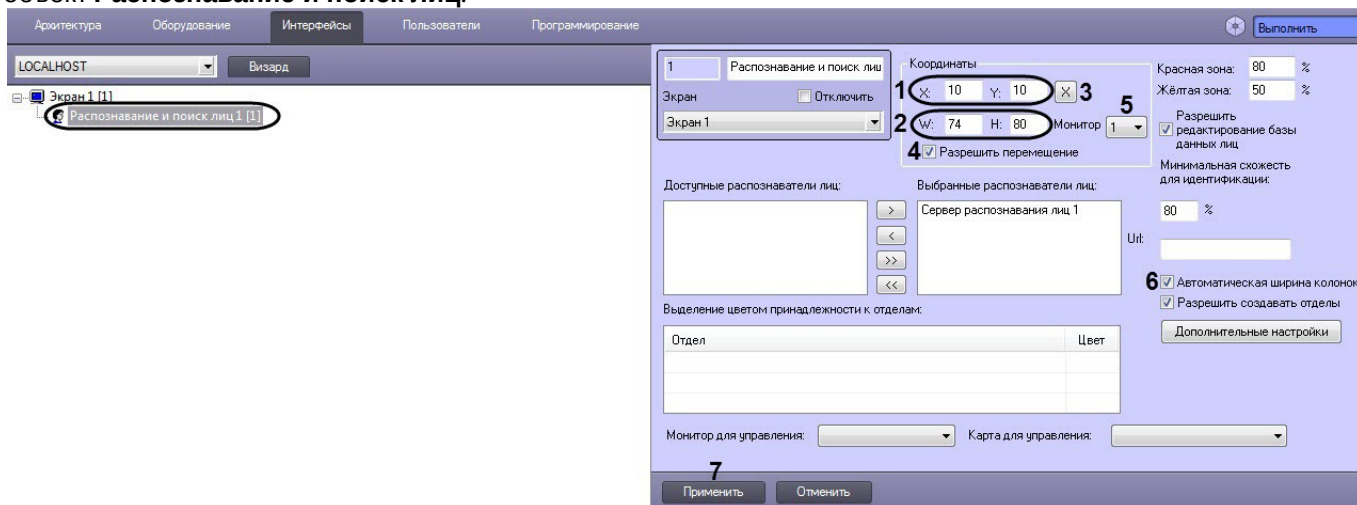 объект Распознавание и поиск лиц.
Архитектура Оборудование Интерфейсы Пользователи Программирование Выполнить
LOCALHOST Визард
Экран 1 [1]
Распознавание и поиск лиц 1 [1]
1 Распознавание и поиск лиц
Экран Отключить
Экран 1
Координаты
1 X: 10 Y: 10 X 3
2 W: 74 H: 80 Монитор 1 5
4 Разрешить перемещение
Красная зона: 80 %
Жёлтая зона: 50 %
Разрешить
редактирование базы
данных лиц
Минимальная схожесть
для идентификации:
80 %
Доступные распознаватели лиц: Выбранные распознаватели лиц:
Сервер распознавания лиц 1
>
<
>>
<<
Url:
6 Автоматическая ширина колонок
Разрешить создавать отделы
Дополнительные настройки
Выделение цветом принадлежности к отделам:
Отдел Цвет
Монитор для управления: Карта для управления:
7
Применить Отменить